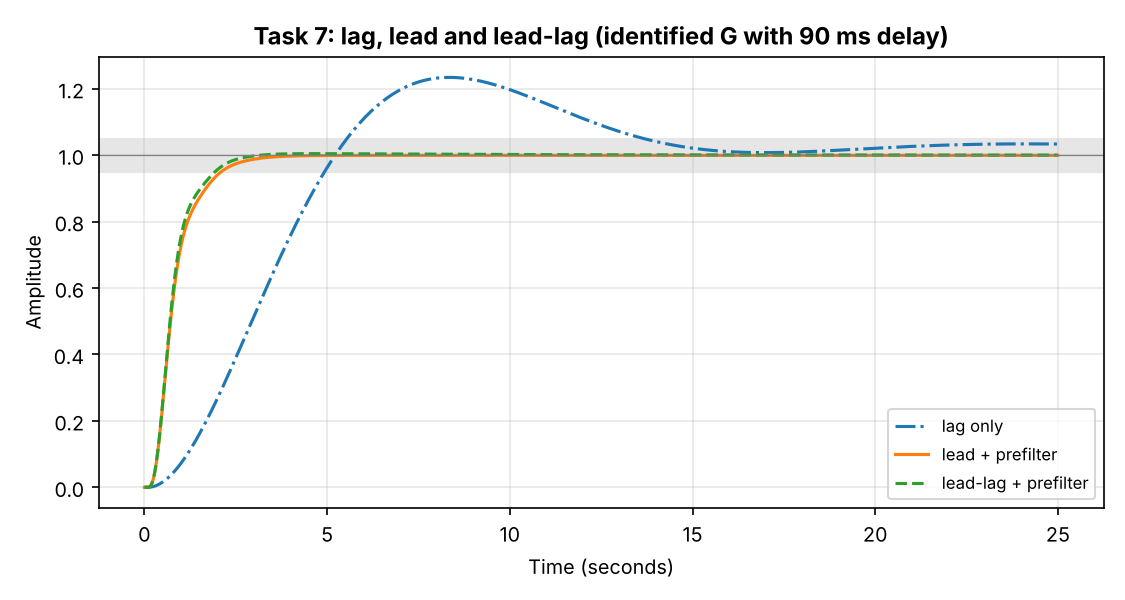 Task 7: lag, lead and lead-lag (identified G with 90 ms delay)
Amplitude
1.2
1.0
0.8
0.6
0.4
0.2
0.0
0 5 10 15 20 25
Time (seconds)
lag only
lead + prefilter
lead-lag + prefilter